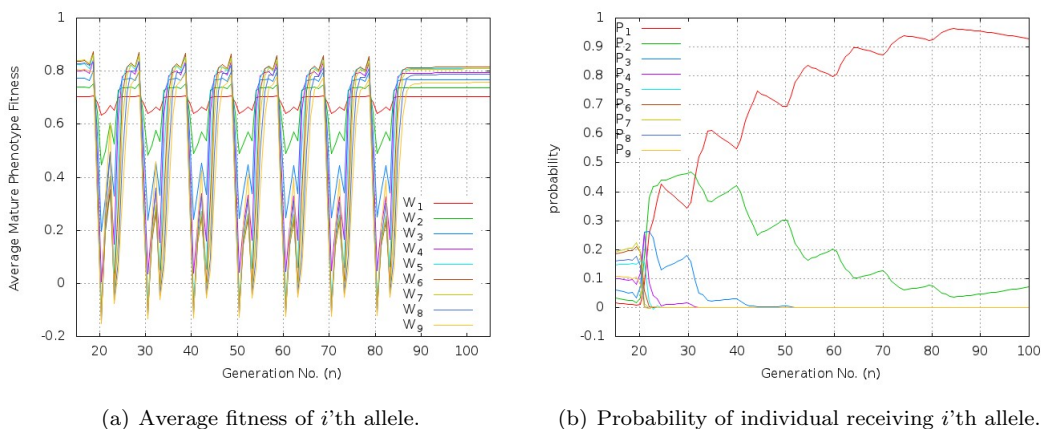 Average Mature Phenotype Fitness
1
0.8
0.6
0.4
0.2
0
-0.2
20 30 40 50 60 70 80 90 100
Generation No. (n)
W1
W2
W3
W4
W5
W6
W7
W8
W9
(a) Average fitness of i'th allele.
probability
1
0.9
0.8
0.7
0.6
0.5
0.4
0.3
0.2
0.1
0
-0.1
20 30 40 50 60 70 80 90 100
Generation No. (n)
P1
P2
P3
P4
P5
P6
P7
P8
P9
(b) Probability of individual receiving i'th allele.